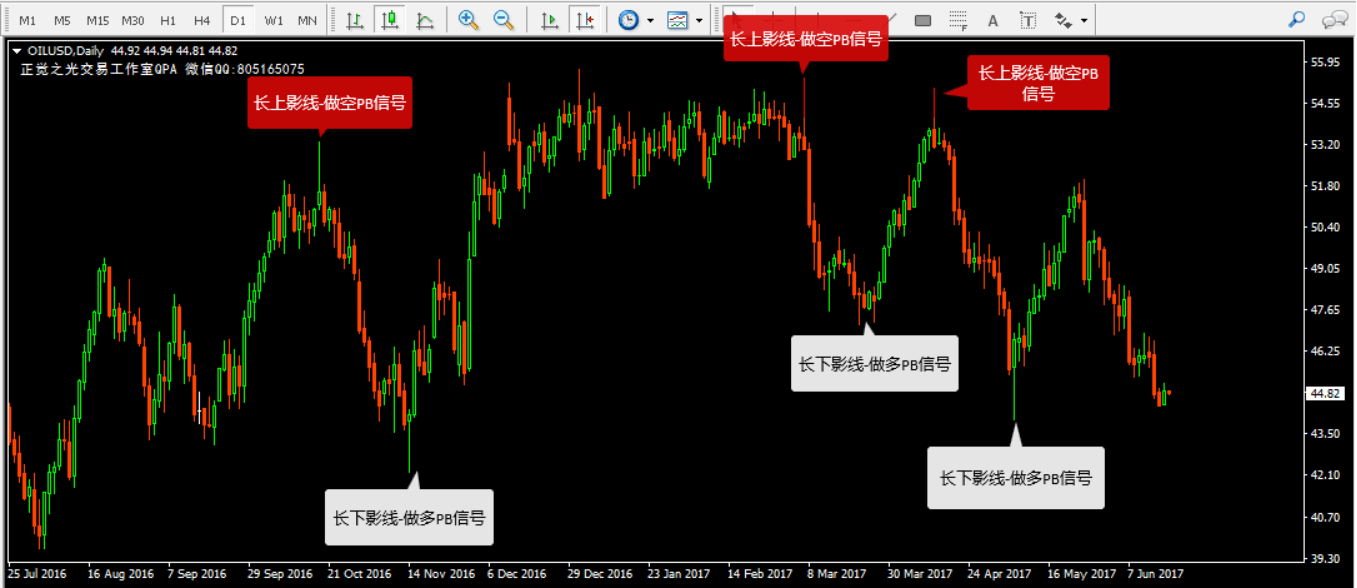 M1 M5 M15 M30 H1 H4 D1 W1 MN
A T
F
OILUSD,Daily 44.92 44.94 44.81 44.82
正觉之光交易工作室QPA 微信QQ:805165075
长上影线-做空PB信号
长上影线-做空PB信号
长上影线-做空PB
信号
长下影线-做多PB信号
长下影线-做多PB信号
长下影线-做多PB信号
55.95
54.55
53.20
51.80
50.40
49.05
47.65
46.25
44.82
43.50
42.10
40.70
39.30
25 Jul 2016 16 Aug 2016 7 Sep 2016 29 Sep 2016 21 Oct 2016 14 Nov 2016 6 Dec 2016 29 Dec 2016 23 Jan 2017 14 Feb 2017 8 Mar 2017 30 Mar 2017 24 Apr 2017 16 May 2017 7 Jun 2017